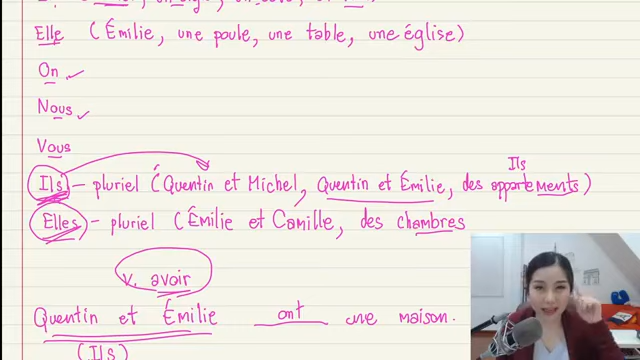 Elle (Émilie, une poule, une table, une église)
On
Nous
Vous
Ils
Ils - pluriel (Quentin et Michel, Quentin et Émilie, des appartements)
Elles - pluriel (Émilie et Camille, des chambres
v. avoir
Quentin et Émilie ont une maison.
(Ils)